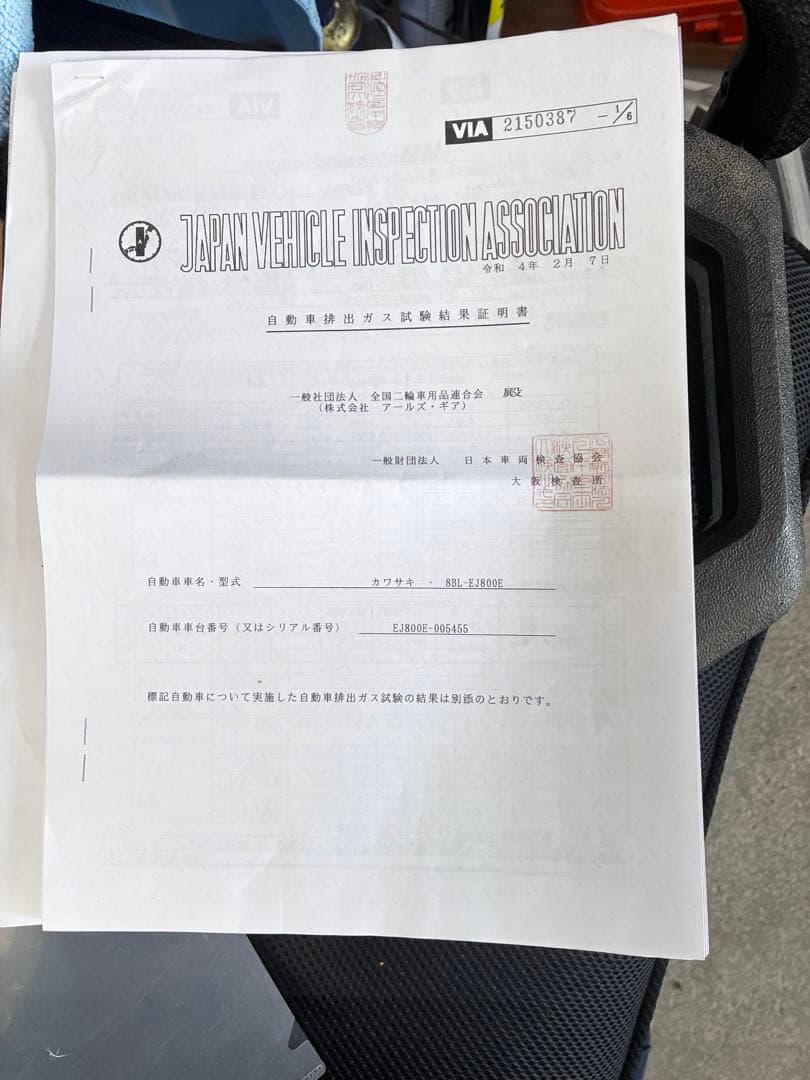 VIA 2150387 - 1/6
JAPAN VEHICLE INSPECTION ASSOCIATION
令和 4年 2月 7日
自動車排出ガス試験結果証明書
一般社団法人 全国二輪車用品連合会 殿
(株式会社 アールズ・ギア)
一般財団法人 日本車両検査協会
大阪検査所
自動車車名・型式 カワサキ ・ 8BL-EJ800E
自動車車台番号(又はシリアル番号) EJ800E-005455
標記自動車について実施した自動車排出ガス試験の結果は別添のとおりです。